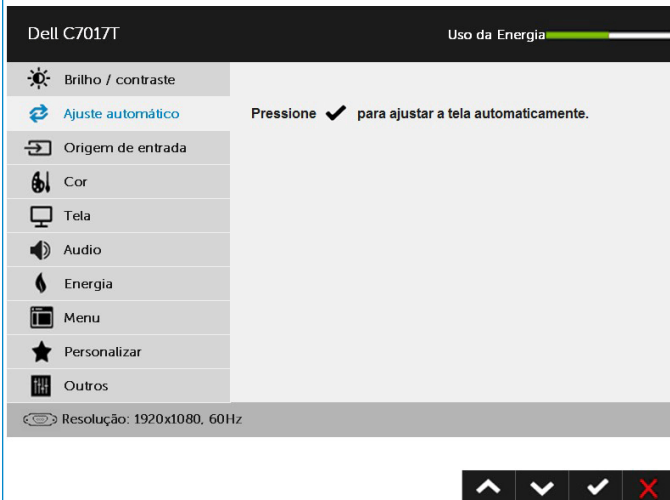 Dell C7017T
Uso da Energia
Brilho / contraste
Ajuste automático
Pressione ✔ para ajustar a tela automaticamente.
Origem de entrada
Cor
Tela
Audio
Energia
Menu
Personalizar
Outros
Resolução: 1920x1080, 60Hz